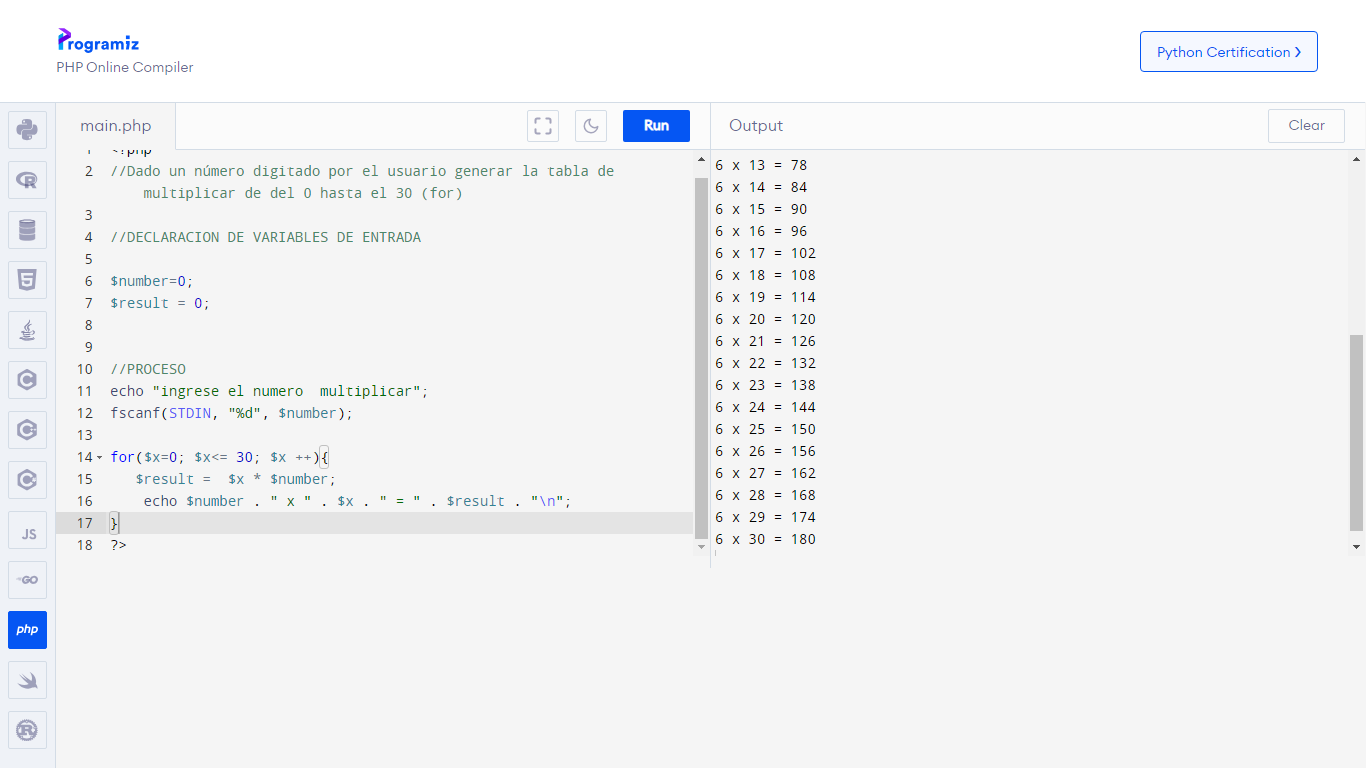 Programiz
PHP Online Compiler
Python Certification
main.php
Run
Output
Clear
1 <?php
2 //Dado un número digitado por el usuario generar la tabla de
multiplicar de del 0 hasta el 30 (for)
3
4 //DECLARACION DE VARIABLES DE ENTRADA
5
6 $number=0;
7 $result = 0;
8
9
10 //PROCESO
11 echo "ingrese el numero  multiplicar";
12 fscanf(STDIN, "%d", $number);
13
14 for($x=0; $x<= 30; $x ++){
15    $result =  $x * $number;
16     echo $number . " x " . $x . " = " . $result . "\n";
17 }
18 ?>
6 x 13 = 78
6 x 14 = 84
6 x 15 = 90
6 x 16 = 96
6 x 17 = 102
6 x 18 = 108
6 x 19 = 114
6 x 20 = 120
6 x 21 = 126
6 x 22 = 132
6 x 23 = 138
6 x 24 = 144
6 x 25 = 150
6 x 26 = 156
6 x 27 = 162
6 x 28 = 168
6 x 29 = 174
6 x 30 = 180
R
5
C
C
C
JS
GO
php
R